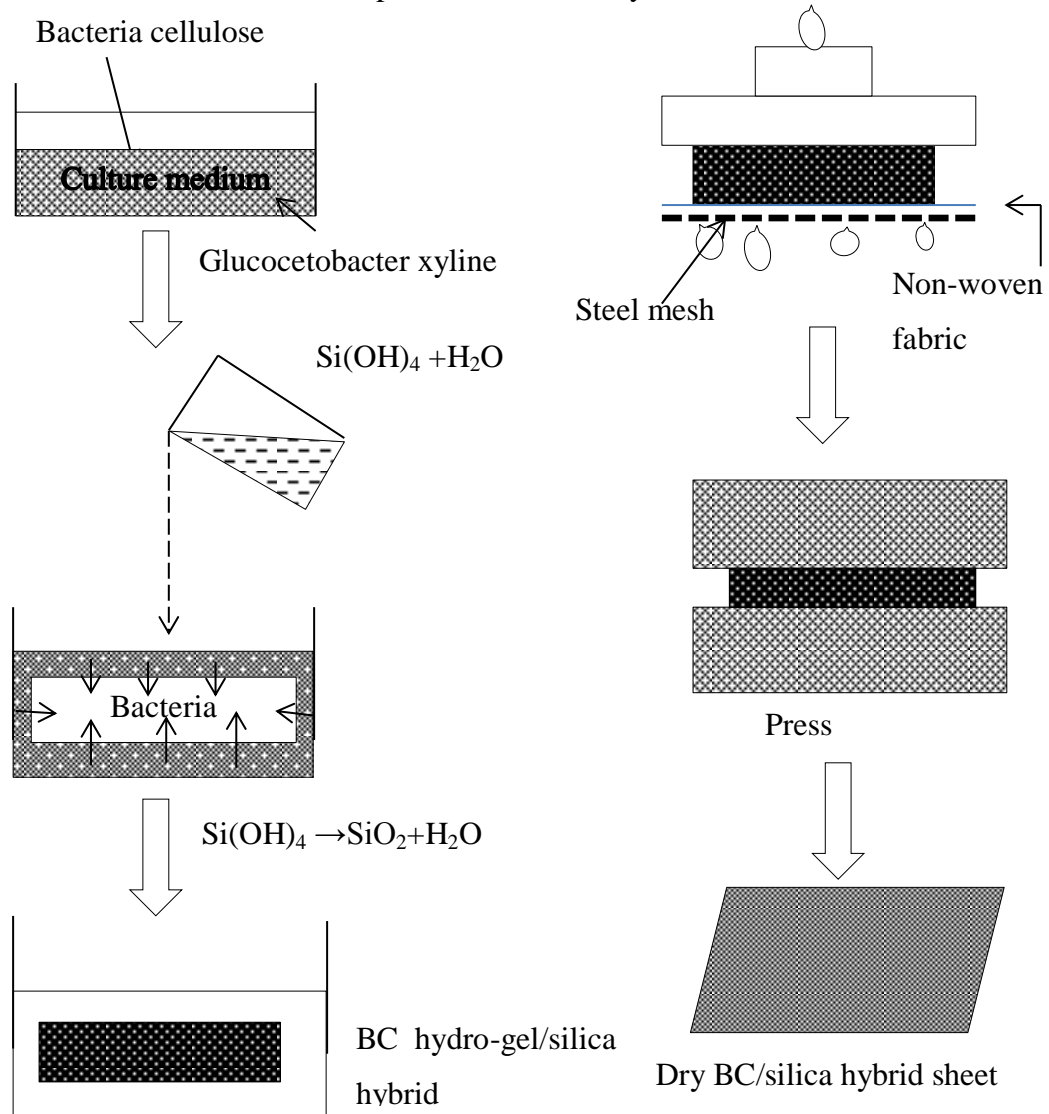 Bacteria cellulose
Culture medium
Glucocetobacter xyline
Si(OH)₄ +H₂O
Bacteria
Si(OH)₄ →SiO₂+H₂O
BC hydro-gel/silica
hybrid
Steel mesh
Non-woven
fabric
Press
Dry BC/silica hybrid sheet